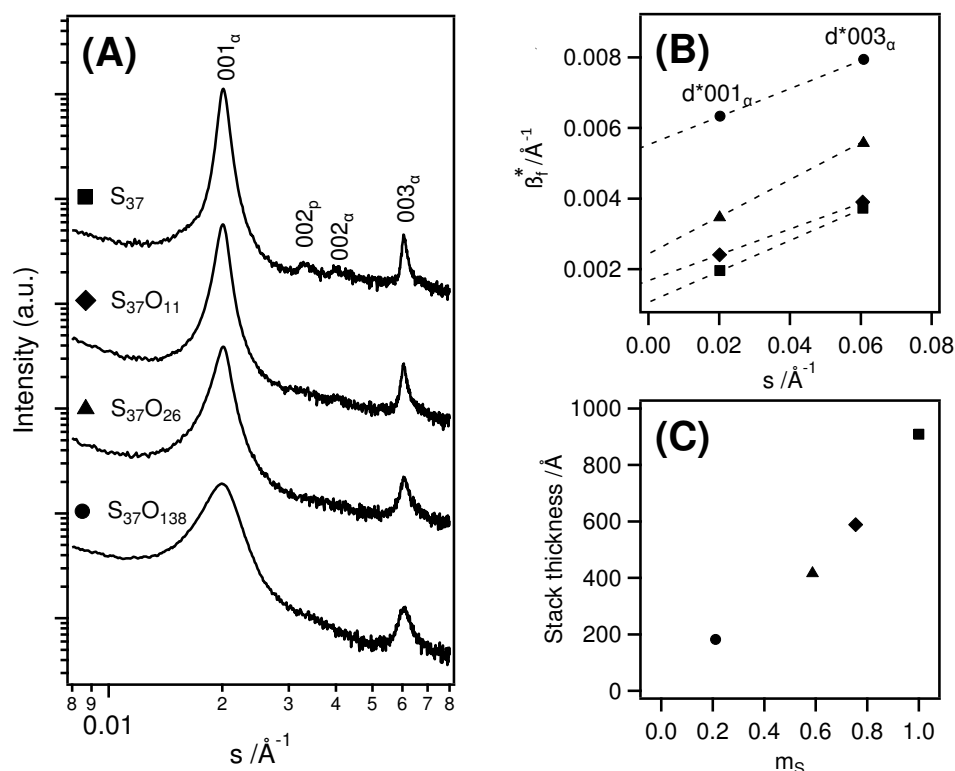 (A)
001α
002p
002α
003α
S37
S37O11
S37O26
S37O138
Intensity (a.u.)
8 9 2 3 4 5 6 7 8
0.01
s /Å-1
(B)
d*003α
d*001α
0.008
0.006
0.004
0.002
ßf* /Å-1
0.00 0.02 0.04 0.06 0.08
s /Å-1
(C)
1000
800
600
400
200
0
Stack thickness /Å
0.0 0.2 0.4 0.6 0.8 1.0
mS